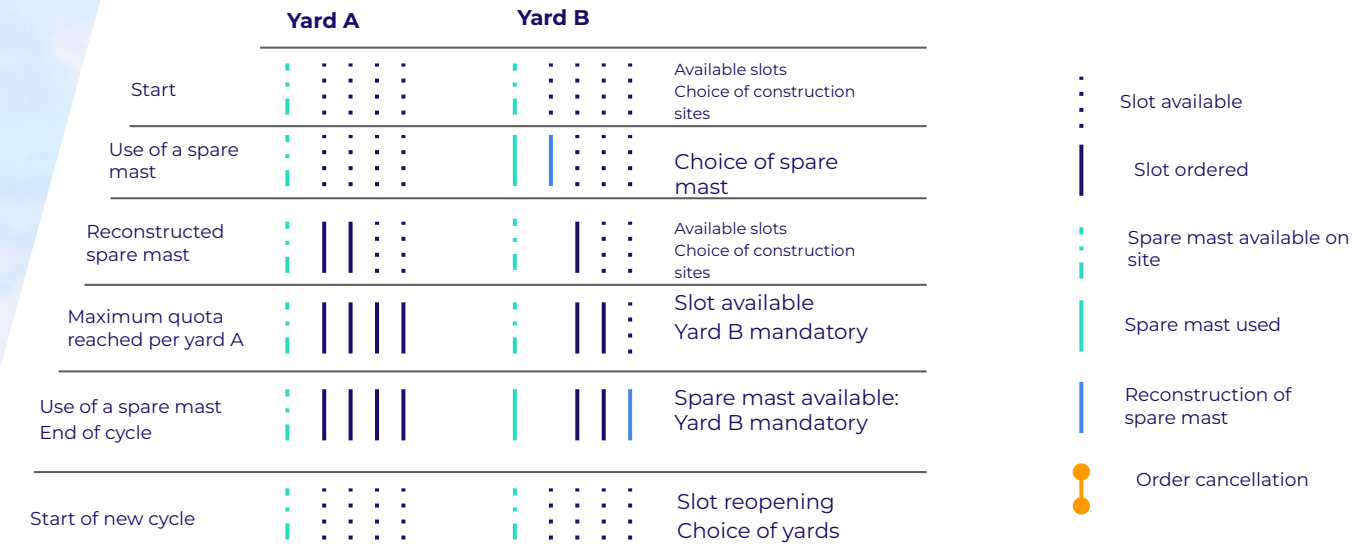 Yard A
Yard B
Start
Available slots
Choice of construction
sites
Use of a spare
mast
Choice of spare
mast
Reconstructed
spare mast
Available slots
Choice of construction
sites
Maximum quota
reached per yard A
Slot available
Yard B mandatory
Use of a spare mast
End of cycle
Spare mast available:
Yard B mandatory
Start of new cycle
Slot reopening
Choice of yards
Slot available
Slot ordered
Spare mast available on
site
Spare mast used
Reconstruction of
spare mast
Order cancellation